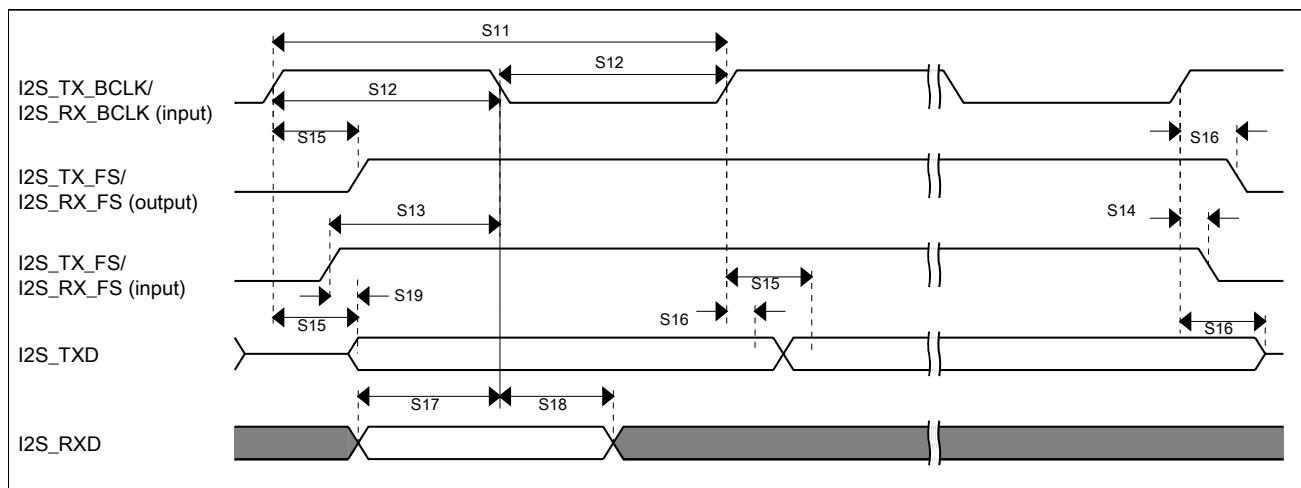 S11
I2S_TX_BCLK/
I2S_RX_BCLK (input)
S12
S12
S15
S16
I2S_TX_FS/
I2S_RX_FS (output)
S13
S14
I2S_TX_FS/
I2S_RX_FS (input)
S15
S19
S15
S16
S16
I2S_TXD
S17
S18
I2S_RXD